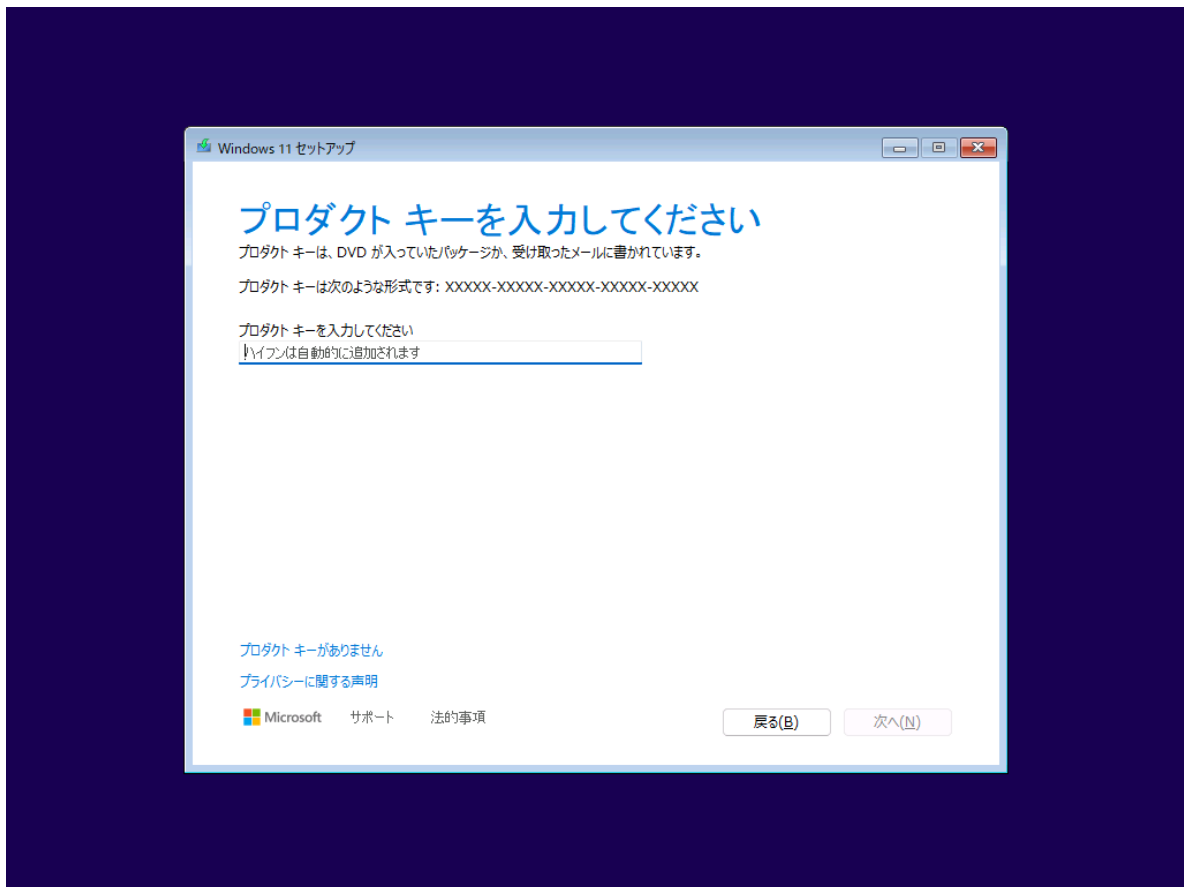 Windows 11 セットアップ
プロダクト キーを入力してください
プロダクト キーは、DVD が入っていたパッケージか、受け取ったメールに書かれています。
プロダクト キーは次のような形式です: XXXXX-XXXXX-XXXXX-XXXXX-XXXXX
プロダクト キーを入力してください
ハイフンは自動的に追加されます
プロダクト キーがありません
プライバシーに関する声明
Microsoft サポート 法的事項
戻る(B) 次へ(N)